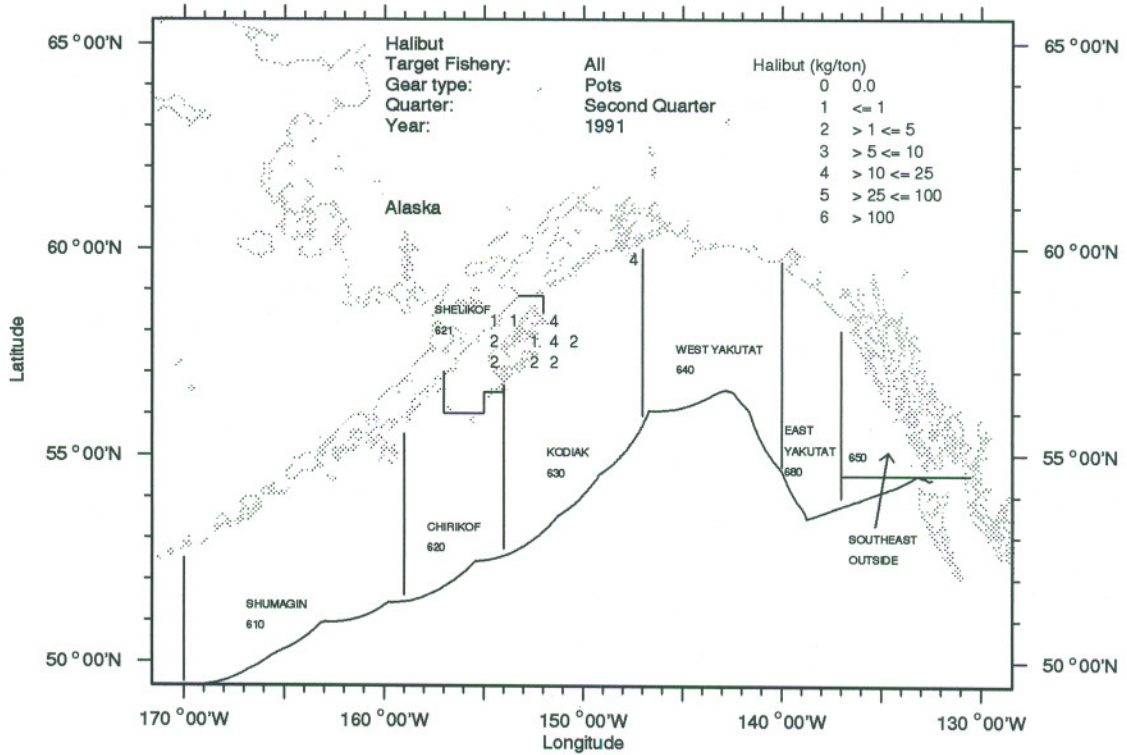 Halibut
Target Fishery: All
Gear type: Pots
Quarter: Second Quarter
Year: 1991
Halibut (kg/ton)
0 0.0
1 <= 1
2 > 1 <= 5
3 > 5 <= 10
4 > 10 <= 25
5 > 25 <= 100
6 > 100
65 °00'N
65 °00'N
Alaska
60 °00'N
60 °00'N
4
SHELIKOF
621
1 1 4
2 1 4 2
2 2 2
WEST YAKUTAT
640
Latitude
55 °00'N
55 °00'N
KODIAK
630
EAST
YAKUTAT
680
650
CHIRIKOF
620
SOUTHEAST
OUTSIDE
SHUMAGIN
610
50 °00'N
50 °00'N
170 °00'W
160 °00'W
150 °00'W
140 °00'W
130 °00'W
Longitude